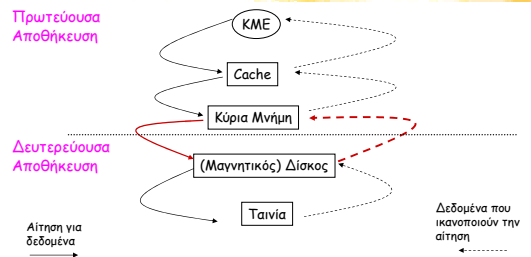 Πρωτεύουσα
Αποθήκευση
ΚΜΕ
Cache
Κύρια Μνήμη
Δευτερεύουσα
Αποθήκευση
(Μαγνητικός) Δίσκος
Ταινία
Αίτηση για
δεδομένα
Δεδομένα που
ικανοποιούν την
αίτηση